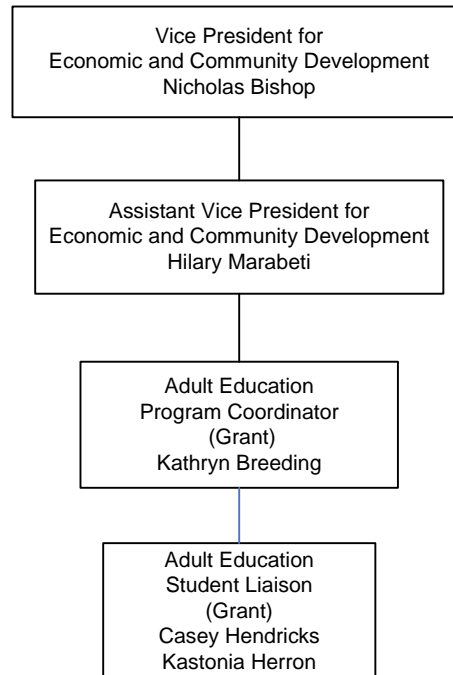 Vice President for
Economic and Community Development
Nicholas Bishop
Assistant Vice President for
Economic and Community Development
Hilary Marabeti
Adult Education
Program Coordinator
(Grant)
Kathryn Breeding
Adult Education
Student Liaison
(Grant)
Casey Hendricks
Kastonia Herron